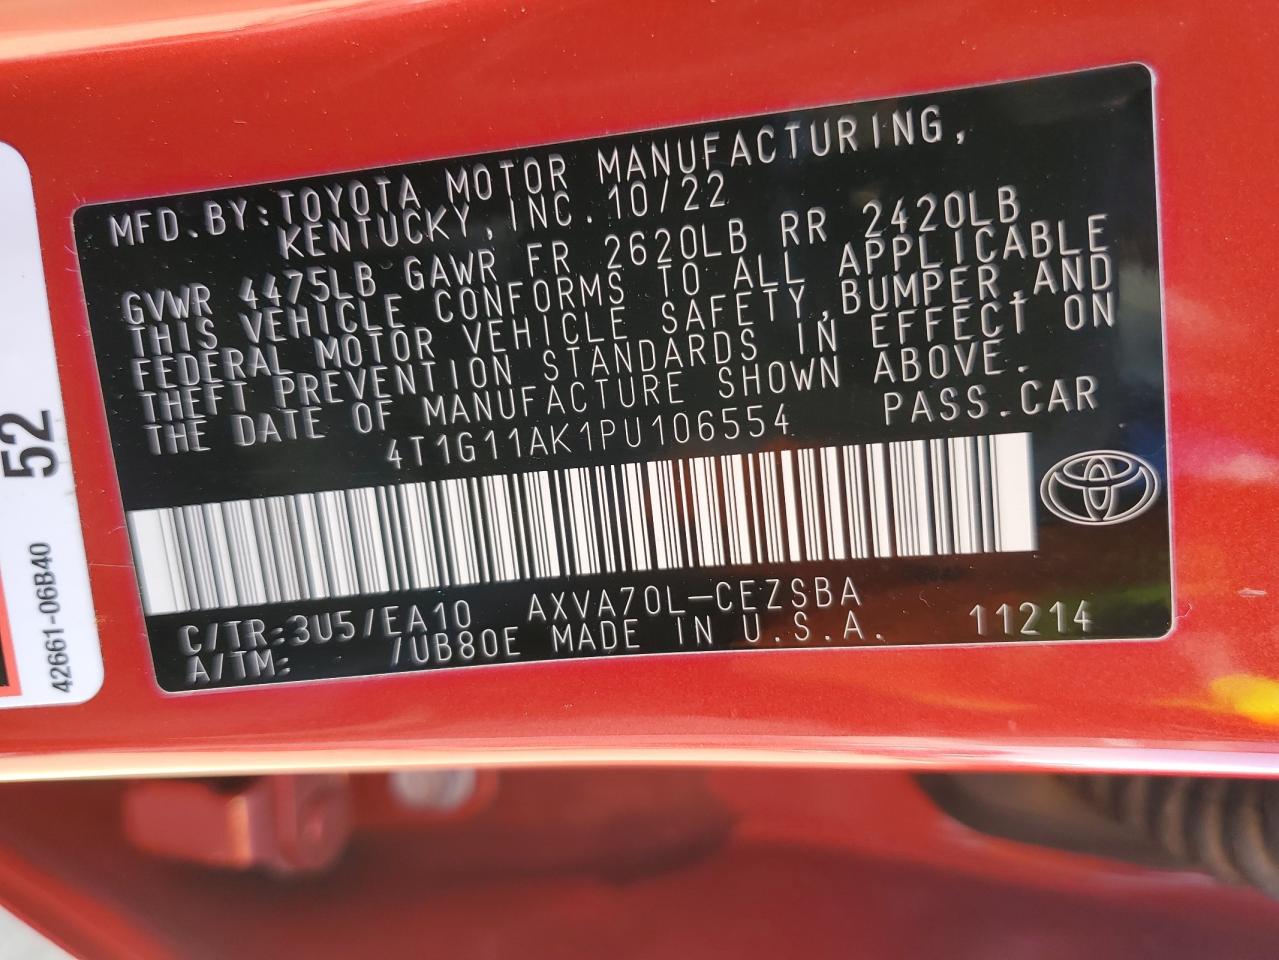 MFD.BY:TOYOTA MOTOR MANUFACTURING,
KENTUCKY,INC.10/22
GVWR 4475LB GAWR FR 2620LB RR 2420LB
THIS VEHICLE CONFORMS TO ALL APPLICABLE
FEDERAL MOTOR VEHICLE SAFETY,BUMPER,AND
THEFT PREVENTION STANDARDS IN EFFECT ON
THE DATE OF MANUFACTURE SHOWN ABOVE.
4T1G11AK1PU106554 PASS.CAR
C/TR:3U5/EA10 AXVA70L-CEZSBA
A/TM: /UB80E MADE IN U.S.A. 11214
52
42661-06B40